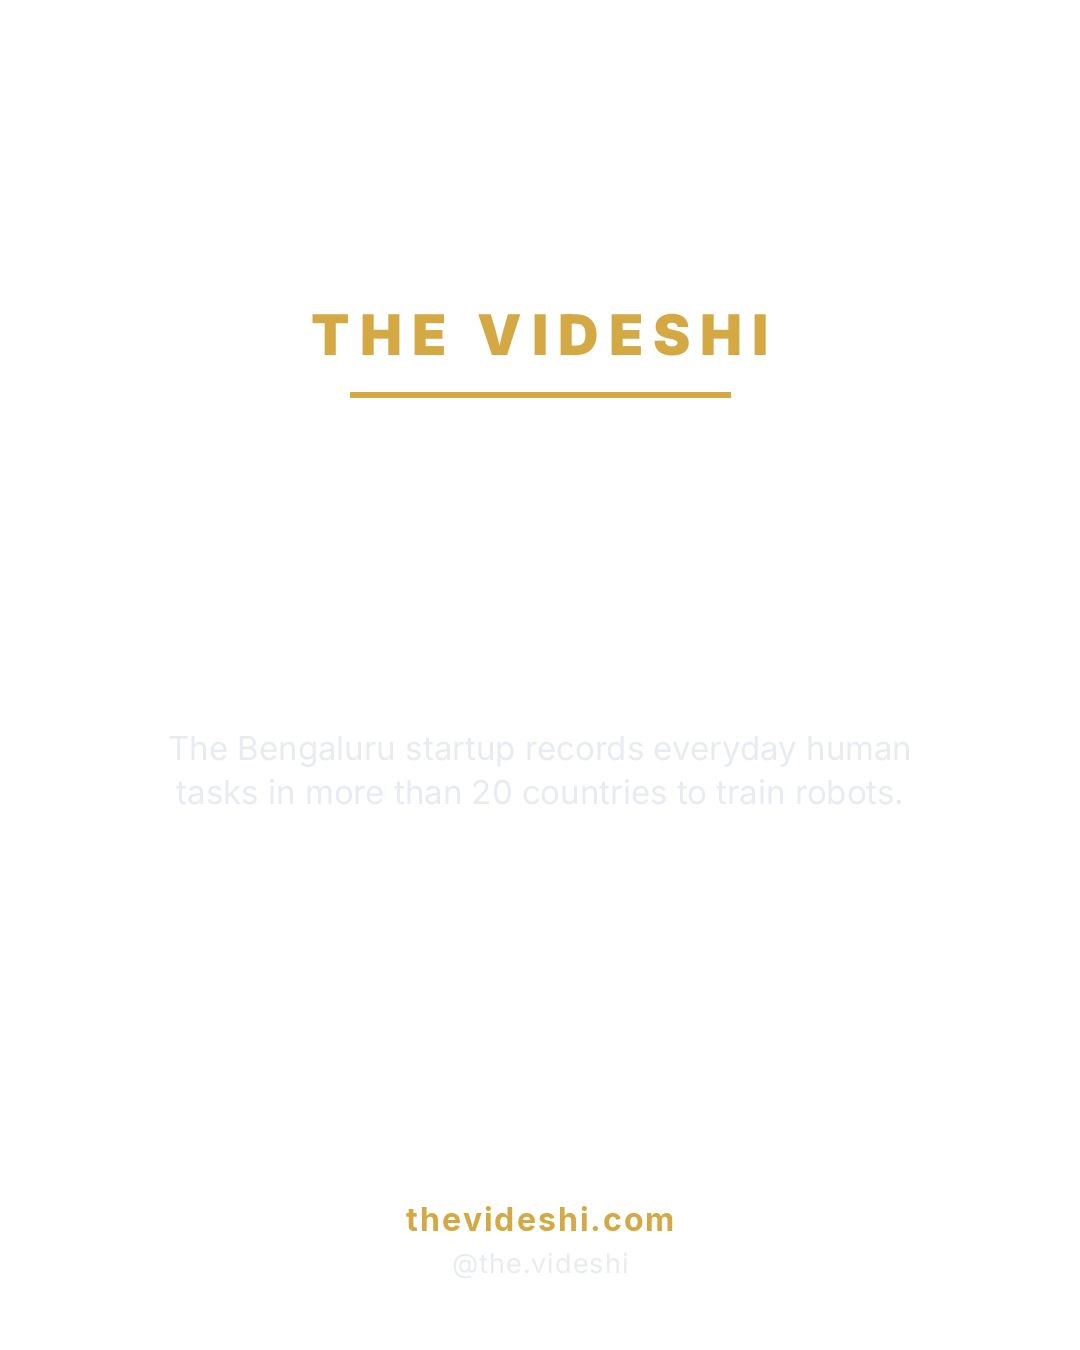 THE VIDESHI
The Bengaluru startup records everyday human
tasks in more than 20 countries to train robots.
thevideshi.com
@the.videshi